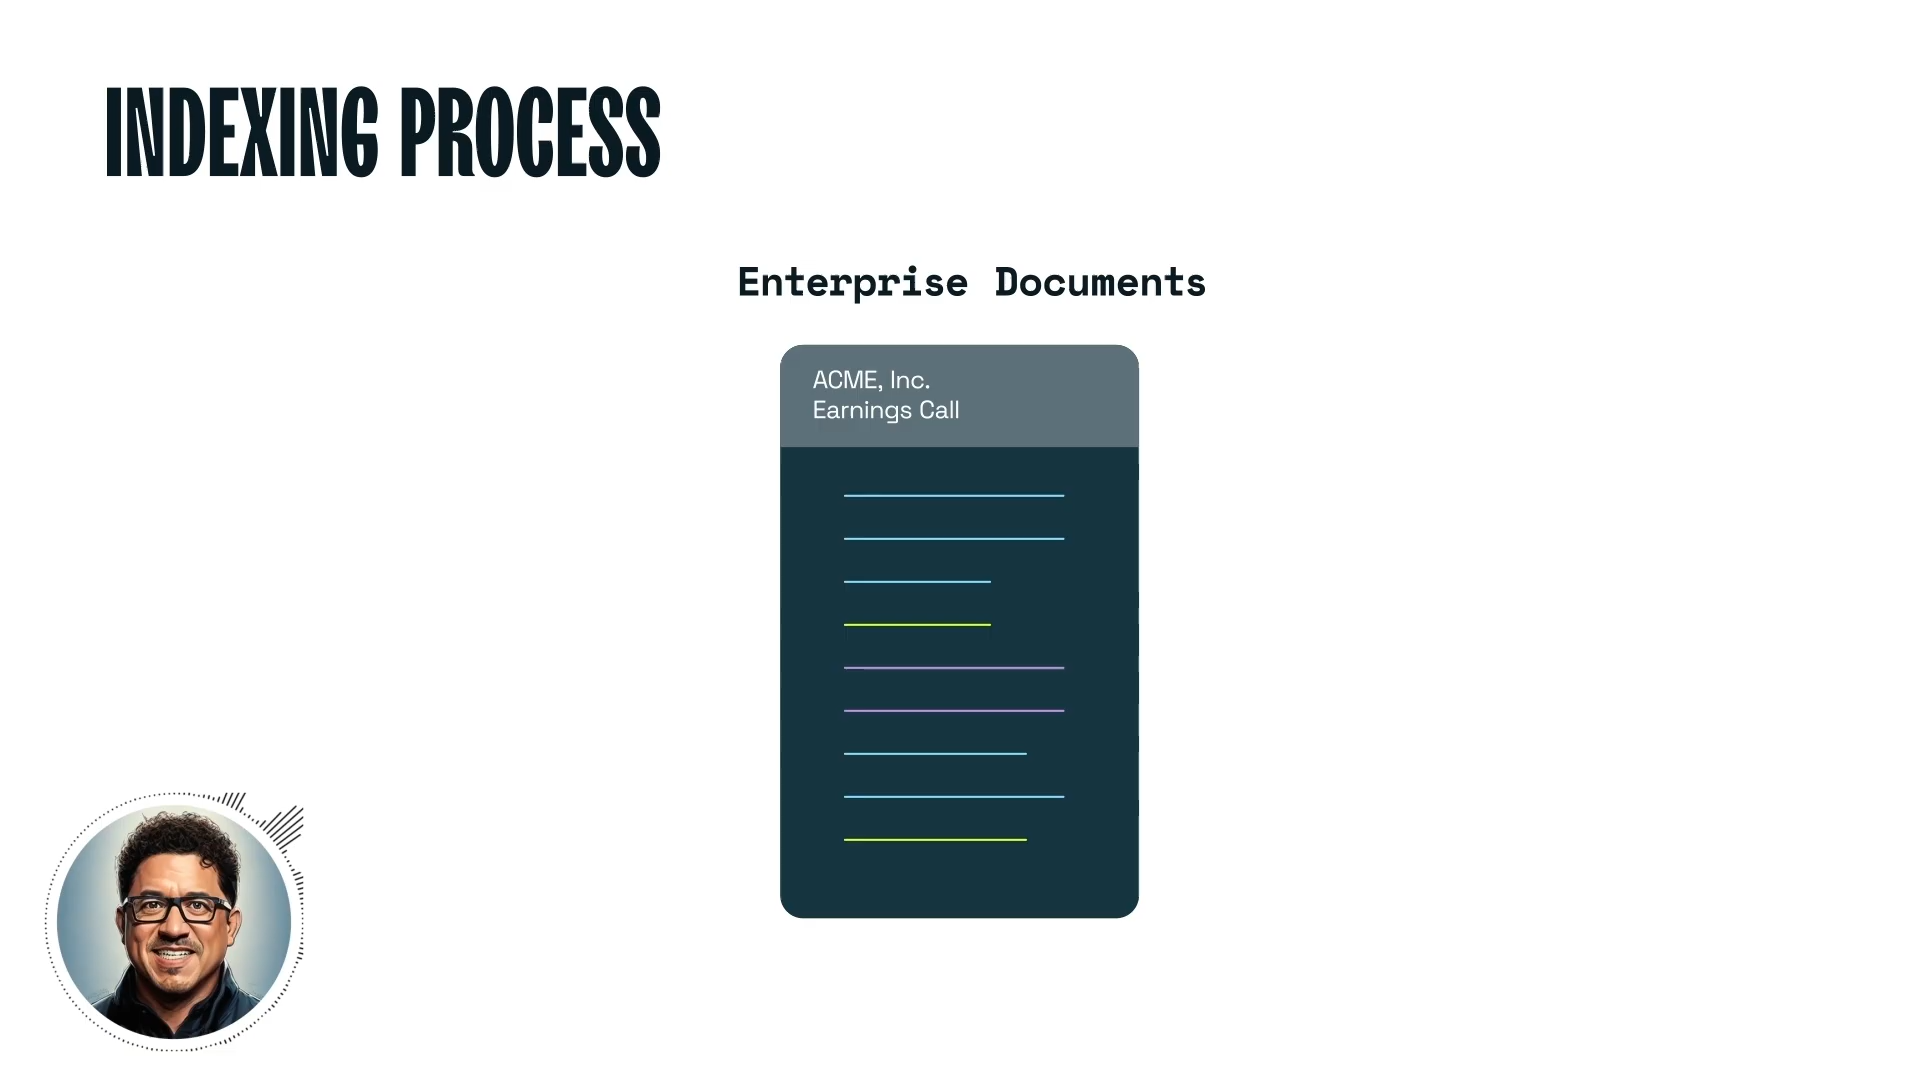 INDEXING PROCESS
Enterprise Documents
ACME, Inc.
Earnings Call